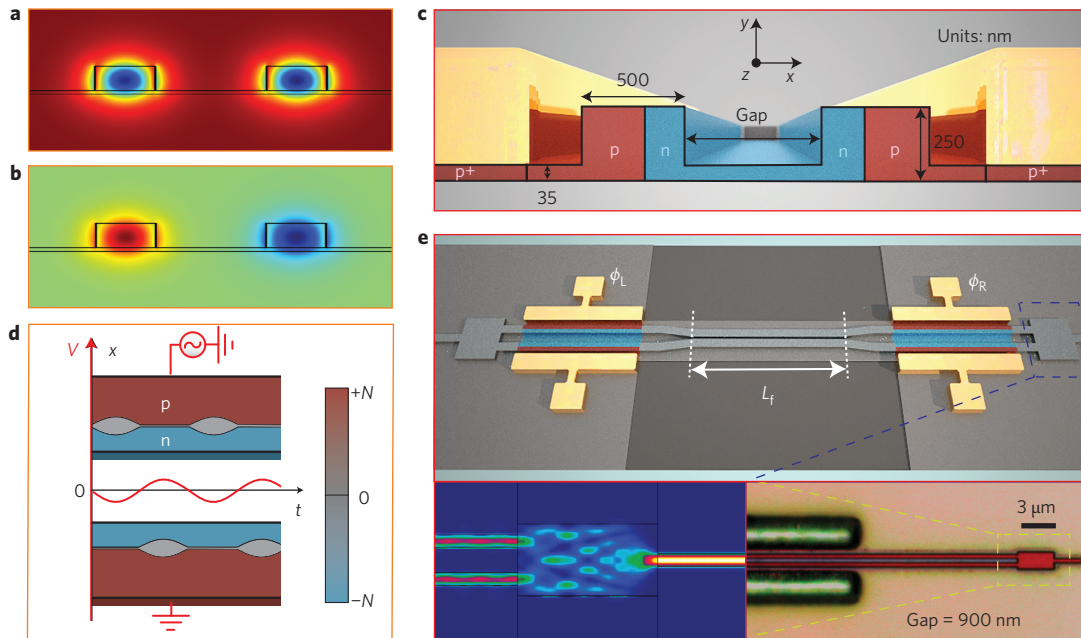 a
b
c
Units: nm
y
z
x
500
Gap
p
n
n
p
250
p+
p+
35
d
V
x
p
n
0
t
+N
0
−N
e
ϕL
ϕR
Lf
3 μm
Gap = 900 nm